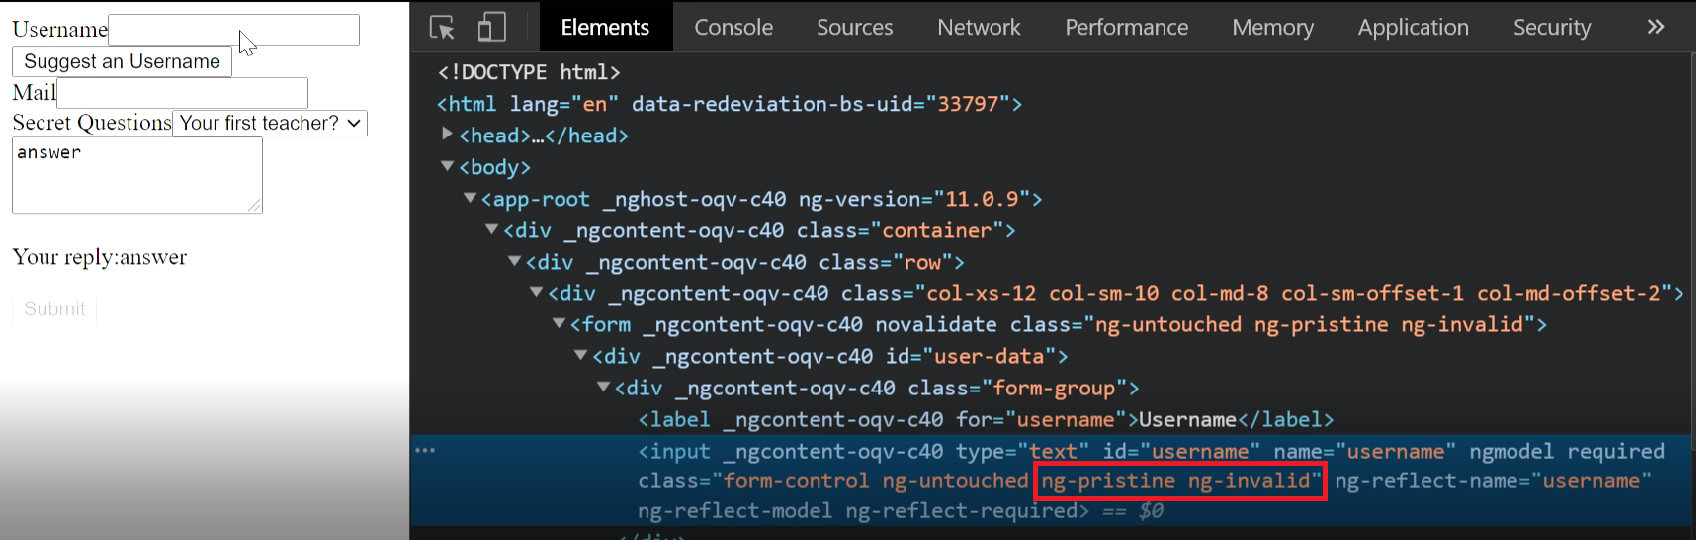 Username
Suggest an Username
Mail
Secret Questions Your first teacher?
answer
Your reply:answer
Submit
Elements Console Sources Network Performance Memory Application Security »
<!DOCTYPE html>
<html lang="en" data-redeviation-bs-uid="33797">
<head>…</head>
<body>
<app-root _nghost-oqv-c40 ng-version="11.0.9">
<div _ngcontent-oqv-c40 class="container">
<div _ngcontent-oqv-c40 class="row">
<div _ngcontent-oqv-c40 class="col-xs-12 col-sm-10 col-md-8 col-sm-offset-1 col-md-offset-2">
<form _ngcontent-oqv-c40 novalidate class="ng-untouched ng-pristine ng-invalid">
<div _ngcontent-oqv-c40 id="user-data">
<div _ngcontent-oqv-c40 class="form-group">
<label _ngcontent-oqv-c40 for="username">Username</label>
… <input _ngcontent-oqv-c40 type="text" id="username" name="username" ngmodel required
class="form-control ng-untouched ng-pristine ng-invalid" ng-reflect-name="username"
ng-reflect-model ng-reflect-required> == $0
</div>